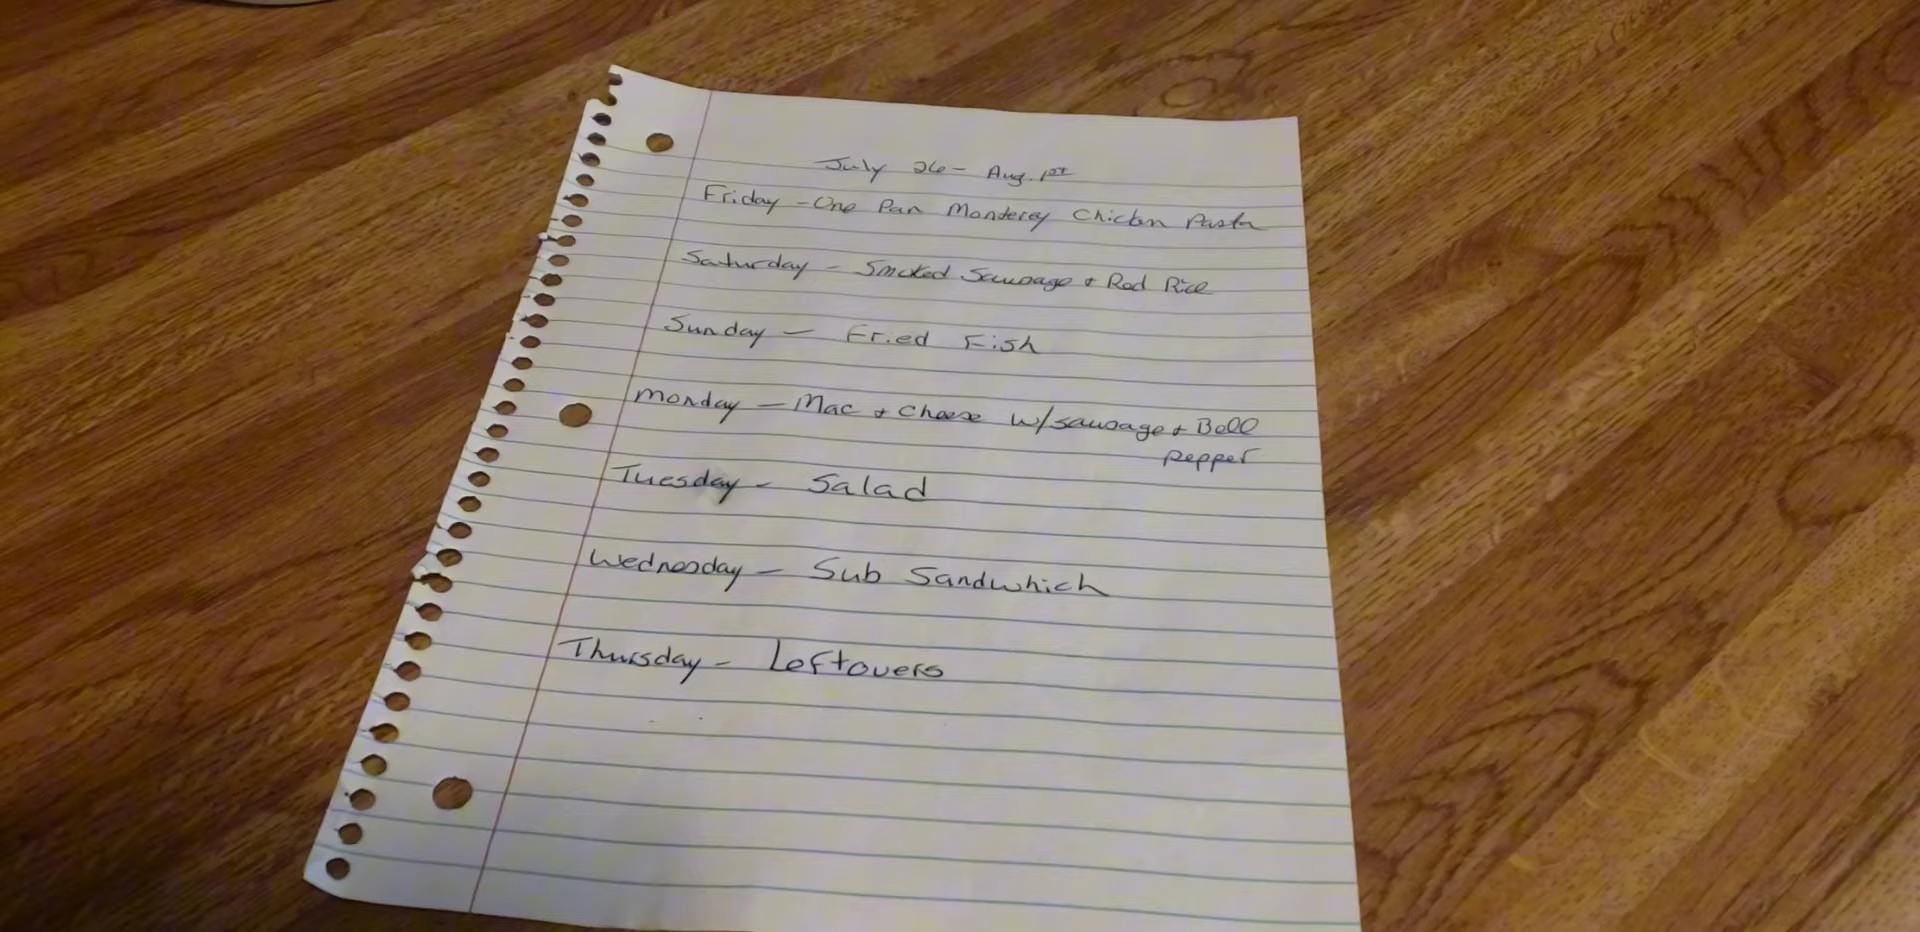 July 26 - Aug. 1st
Friday - One Pan Monterey Chicken Pasta
Saturday - Smoked Sausage + Red Rice
Sunday - Fried Fish
Monday - Mac + Cheese w/sausage + Bell
pepper
Tuesday - Salad
Wednesday - Sub Sandwhich
Thursday - Leftovers